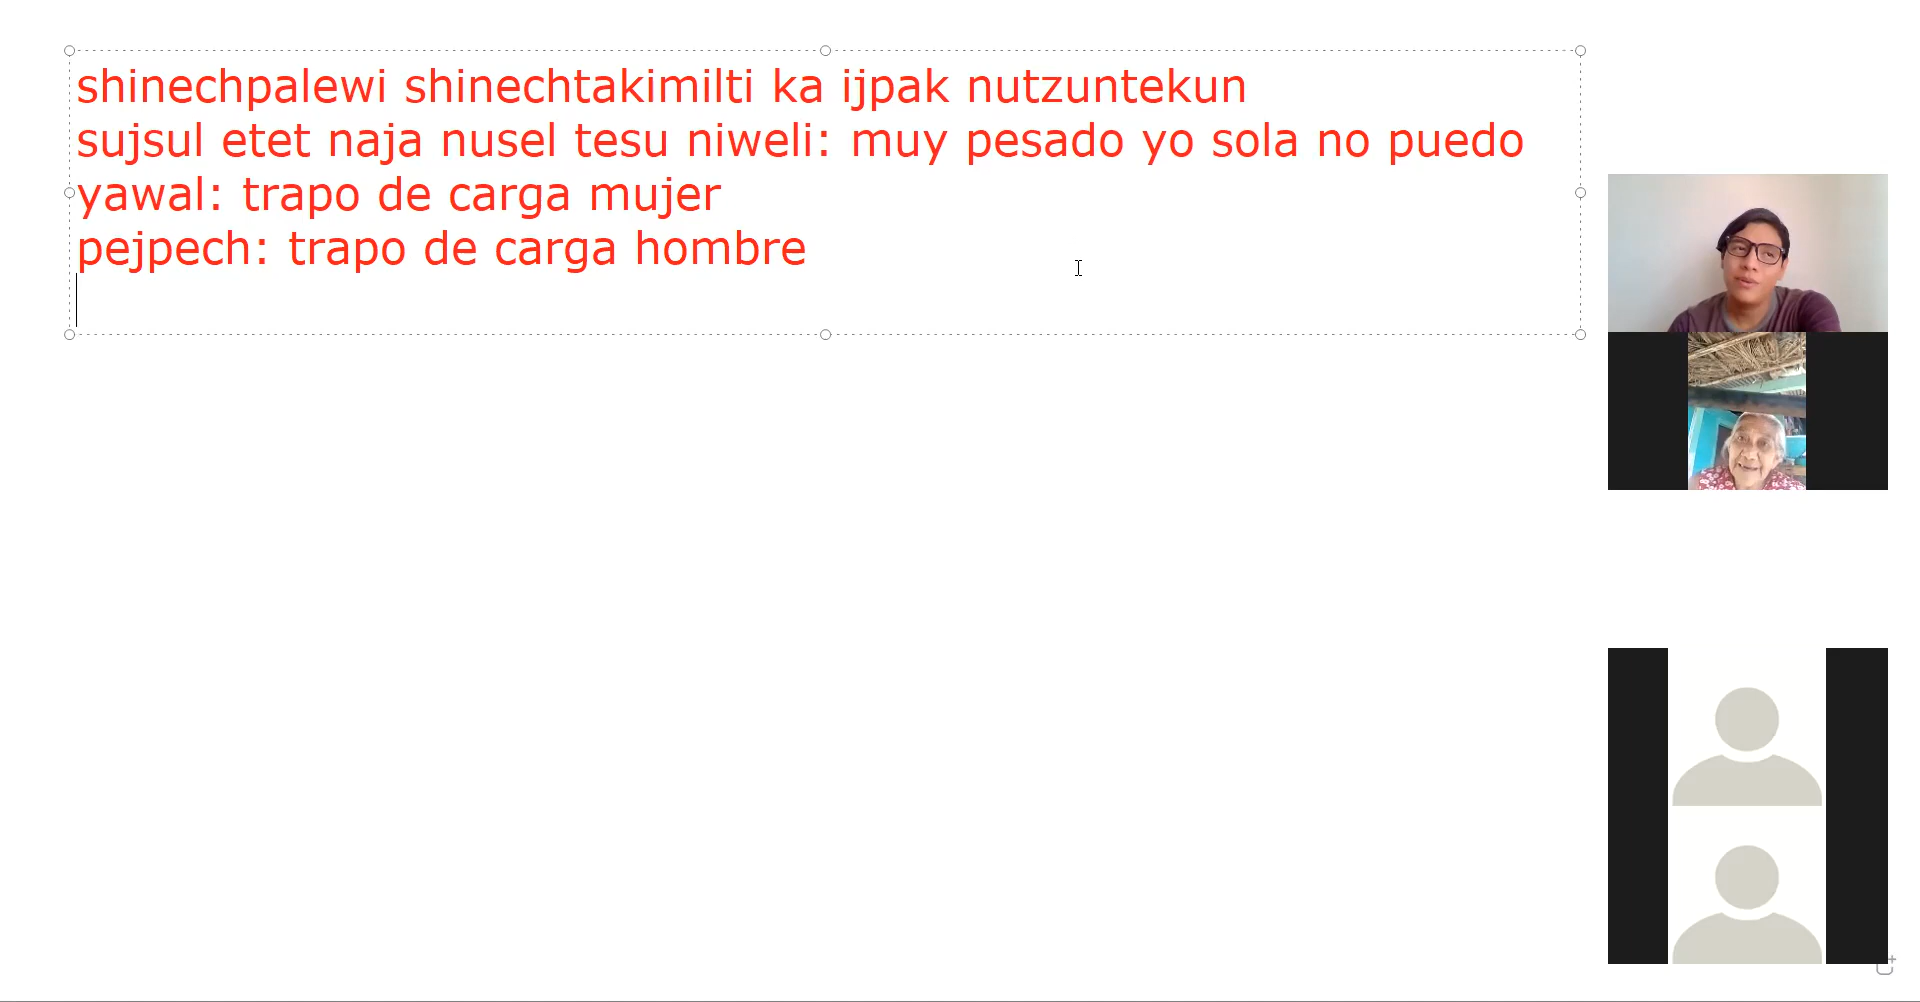 shinechpalewi shinechtakimilti ka ijpak nutzuntekun
sujsul etet naja nusel tesu niweli: muy pesado yo sola no puedo
yawal: trapo de carga mujer
pejpech: trapo de carga hombre